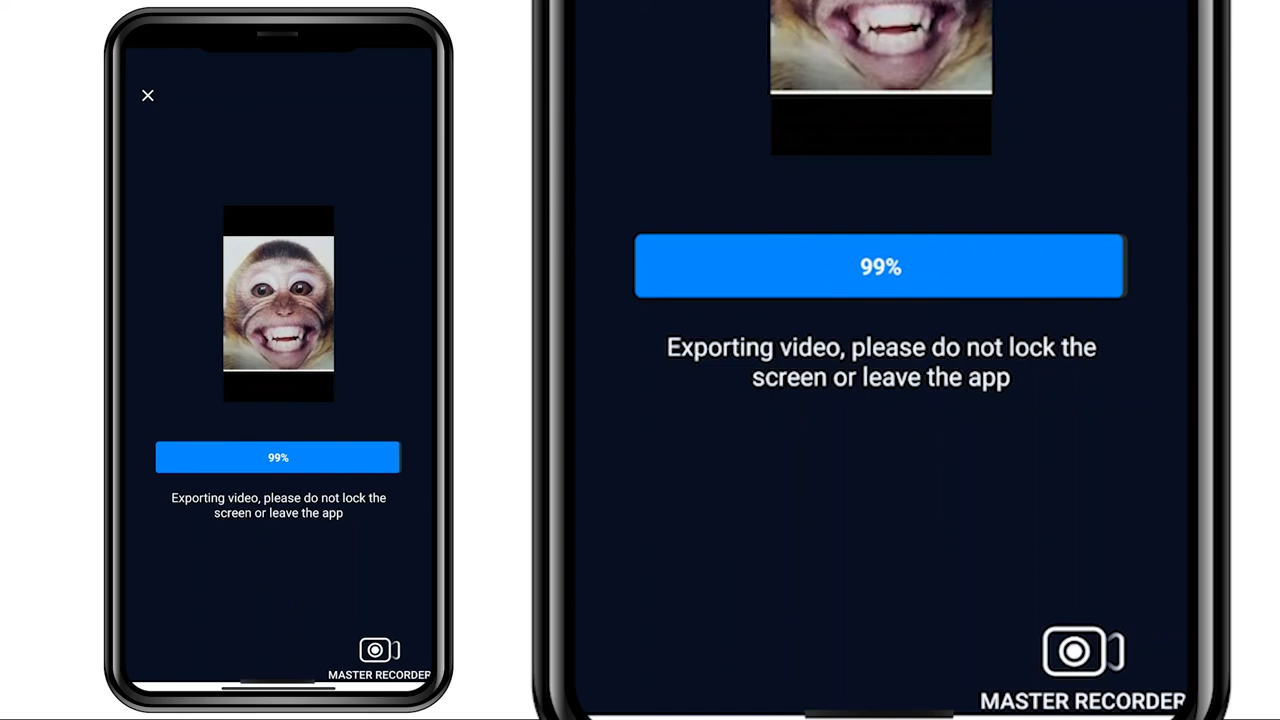 99%
Exporting video, please do not lock the
screen or leave the app
MASTER RECORDER
99%
Exporting video, please do not lock the
screen or leave the app
MASTER RECORDER